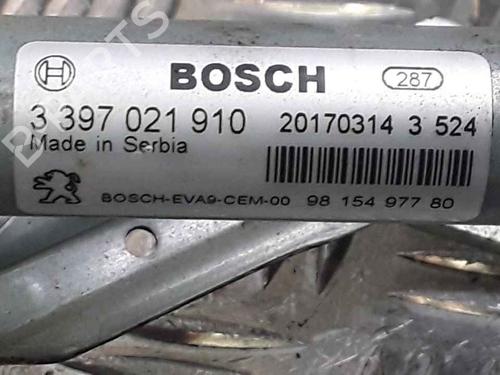 BOSCH 287
3 397 021 910 20170314 3 524
Made in Serbia
BOSCH-EVA9-CEM-00 98 154 977 80